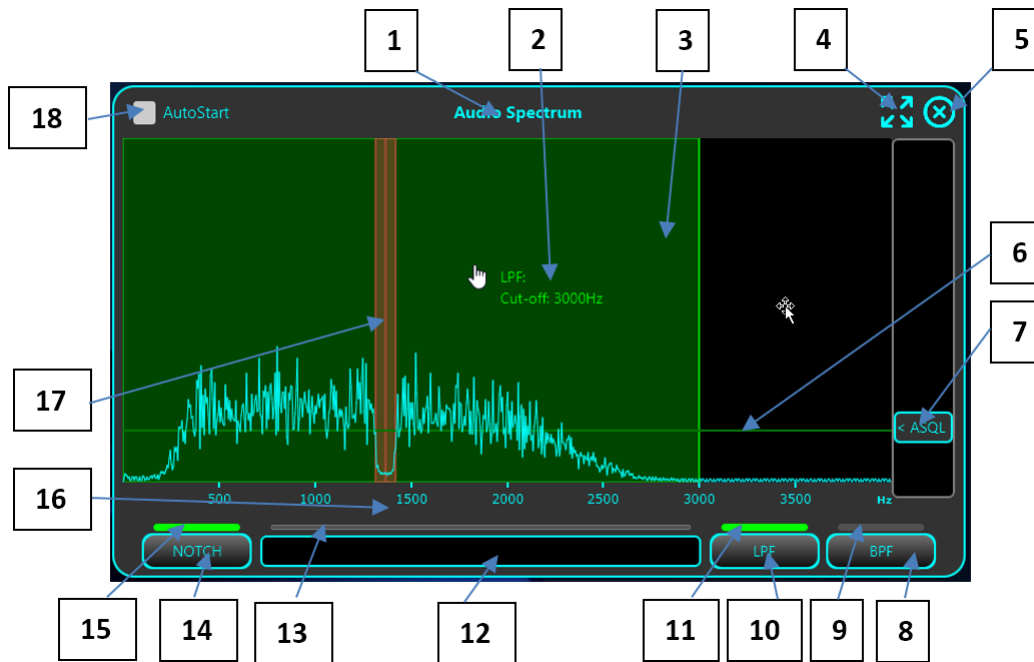 1 2 3 4 5
18 AutoStart Audio Spectrum
LPF:
Cut-off: 3000Hz
6
7
17
< ASQL
16
500 1000 1500 2000 2500 3000 3500 Hz
NOTCH LPF BPF
15 14 13 12 11 10 9 8